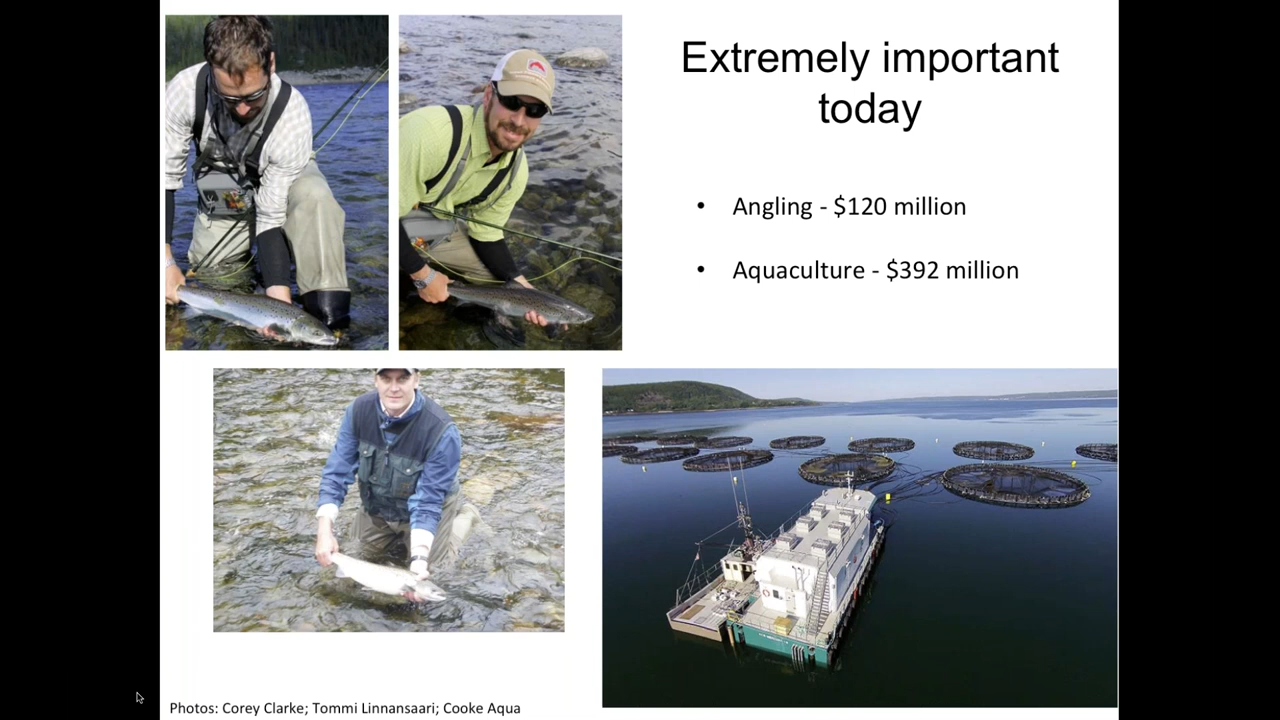 Extremely important
today
• Angling - $120 million
• Aquaculture - $392 million
Photos: Corey Clarke; Tommi Linnansaari; Cooke Aqua